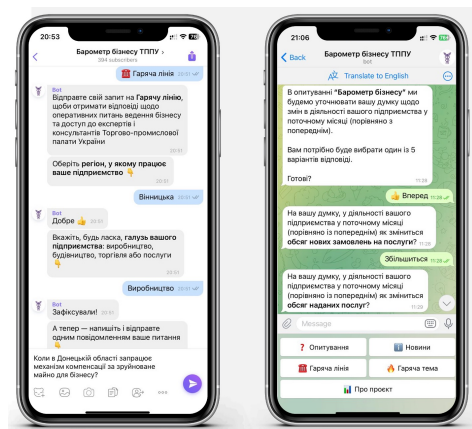 20:53
Барометр бізнесу ТППУ >
394 subscribers
☎️ Гаряча лінія 20:51
Bot
Відправте свій запит на Гарячу лінію,
щоби отримати відповіді щодо
оперативних питань ведення бізнесу
та доступ до експертів і
консультантів Торгово-промислової
палати України
20:51
Оберіть регіон, у якому працює
ваше підприємство 👇
20:51
Вінницька 20:51
Bot
Добре 👍 20:51
Вкажіть, будь ласка, галузь вашого
підприємства: виробництво,
будівництво, торгівля або послуги
👇
20:51
Виробництво 20:51
Bot
Зафіксували! 20:51
А тепер — напишіть і відправте
одним повідомленням ваше питання
👇
Коли в Донецькій області запрацює
механізм компенсації за зруйноване
майно для бізнесу?
21:06
Back
Барометр бізнесу ТППУ
bot
Translate to English
В опитуванні "Барометр бізнесу" ми
будемо уточнювати вашу думку щодо
змін в діяльності вашого підприємства у
поточному місяці (порівняно з
попереднім).
Вам потрібно буде вибрати один із 5
варіантів відповіді.
Готові? 11:28
👍 Вперед 11:28
На вашу думку, у діяльності вашого
підприємства у поточному місяці
(порівняно із попереднім) як зміниться
обсяг нових замовлень на послуги? 11:28
Збільшиться 11:28
На вашу думку, у діяльності вашого
підприємства у поточному місяці
(порівняно із попереднім) як зміниться
обсяг наданих послуг? 11:28
Message
❓ Опитування
ℹ️ Новини
☎️ Гаряча лінія
🔥 Гаряча тема
📊 Про проєкт